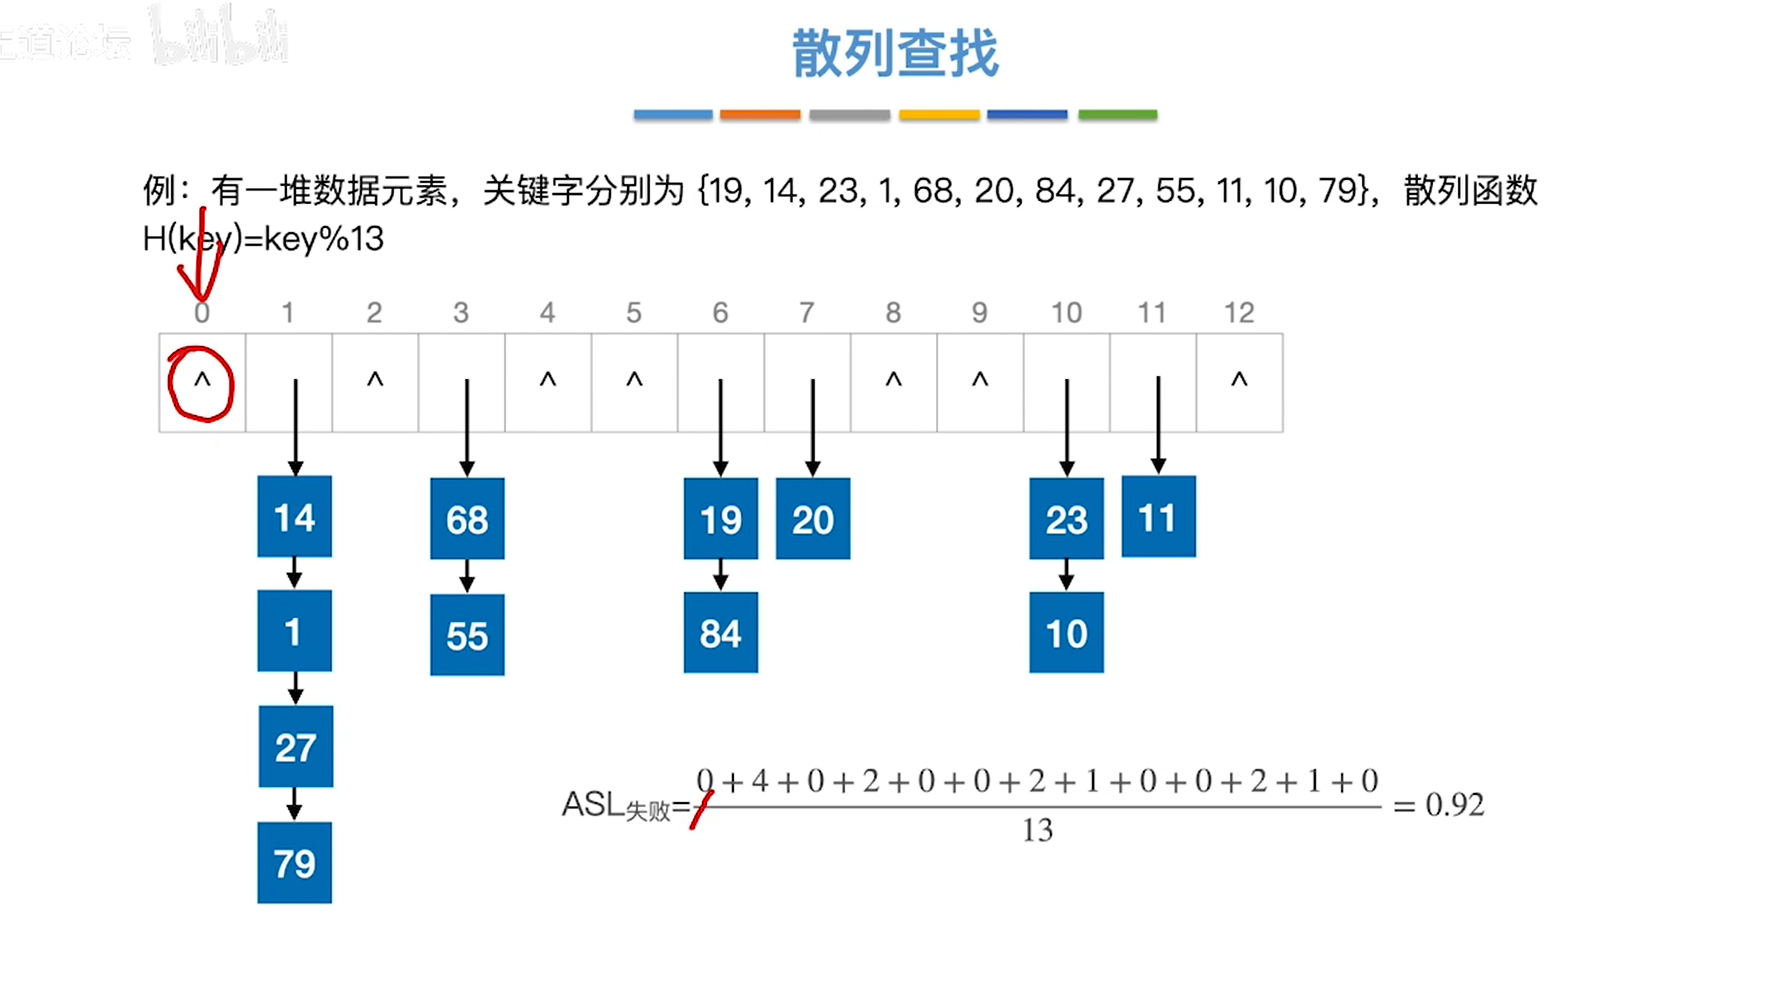 王道论坛 bilibili
散列查找
例：有一堆数据元素，关键字分别为 {19, 14, 23, 1, 68, 20, 84, 27, 55, 11, 10, 79}，散列函数
H(key)=key%13
0 1 2 3 4 5 6 7 8 9 10 11 12
^ ^ ^ ^ ^ ^ ^
14 68 19 20 23 11
1 55 84 10
27
79
0 + 4 + 0 + 2 + 0 + 0 + 2 + 1 + 0 + 0 + 2 + 1 + 0
ASL失败= = 0.92
13